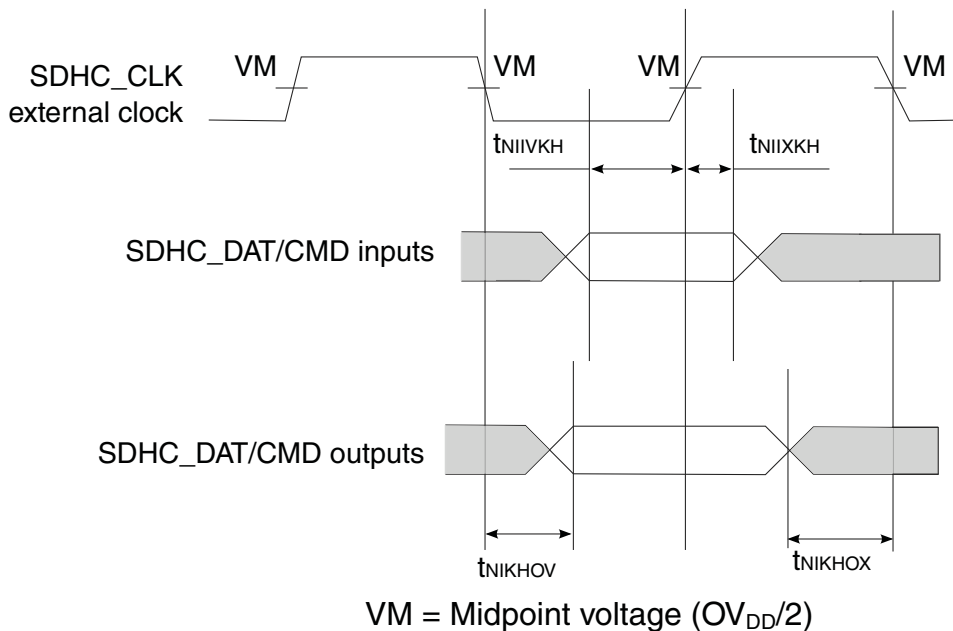 VM VM VM VM
SDHC_CLK
external clock
tNIIVKH tNIIXKH
SDHC_DAT/CMD inputs
SDHC_DAT/CMD outputs
tNIKHOV tNIKHOX
VM = Midpoint voltage (OVDD/2)